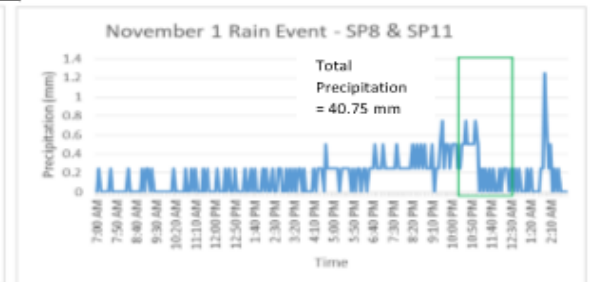 November 1 Rain Event - SP8 & SP11
Total
Precipitation
= 40.75 mm
Precipitation (mm)
1.4
1.2
1
0.8
0.6
0.4
0.2
0
7:00 AM
7:50 AM
8:40 AM
9:30 AM
10:20 AM
11:10 AM
12:00 PM
12:50 PM
1:40 PM
2:30 PM
3:20 PM
4:10 PM
5:00 PM
5:50 PM
6:40 PM
7:30 PM
8:20 PM
9:10 PM
10:00 PM
10:50 PM
11:40 PM
12:30 AM
1:20 AM
2:10 AM
Time